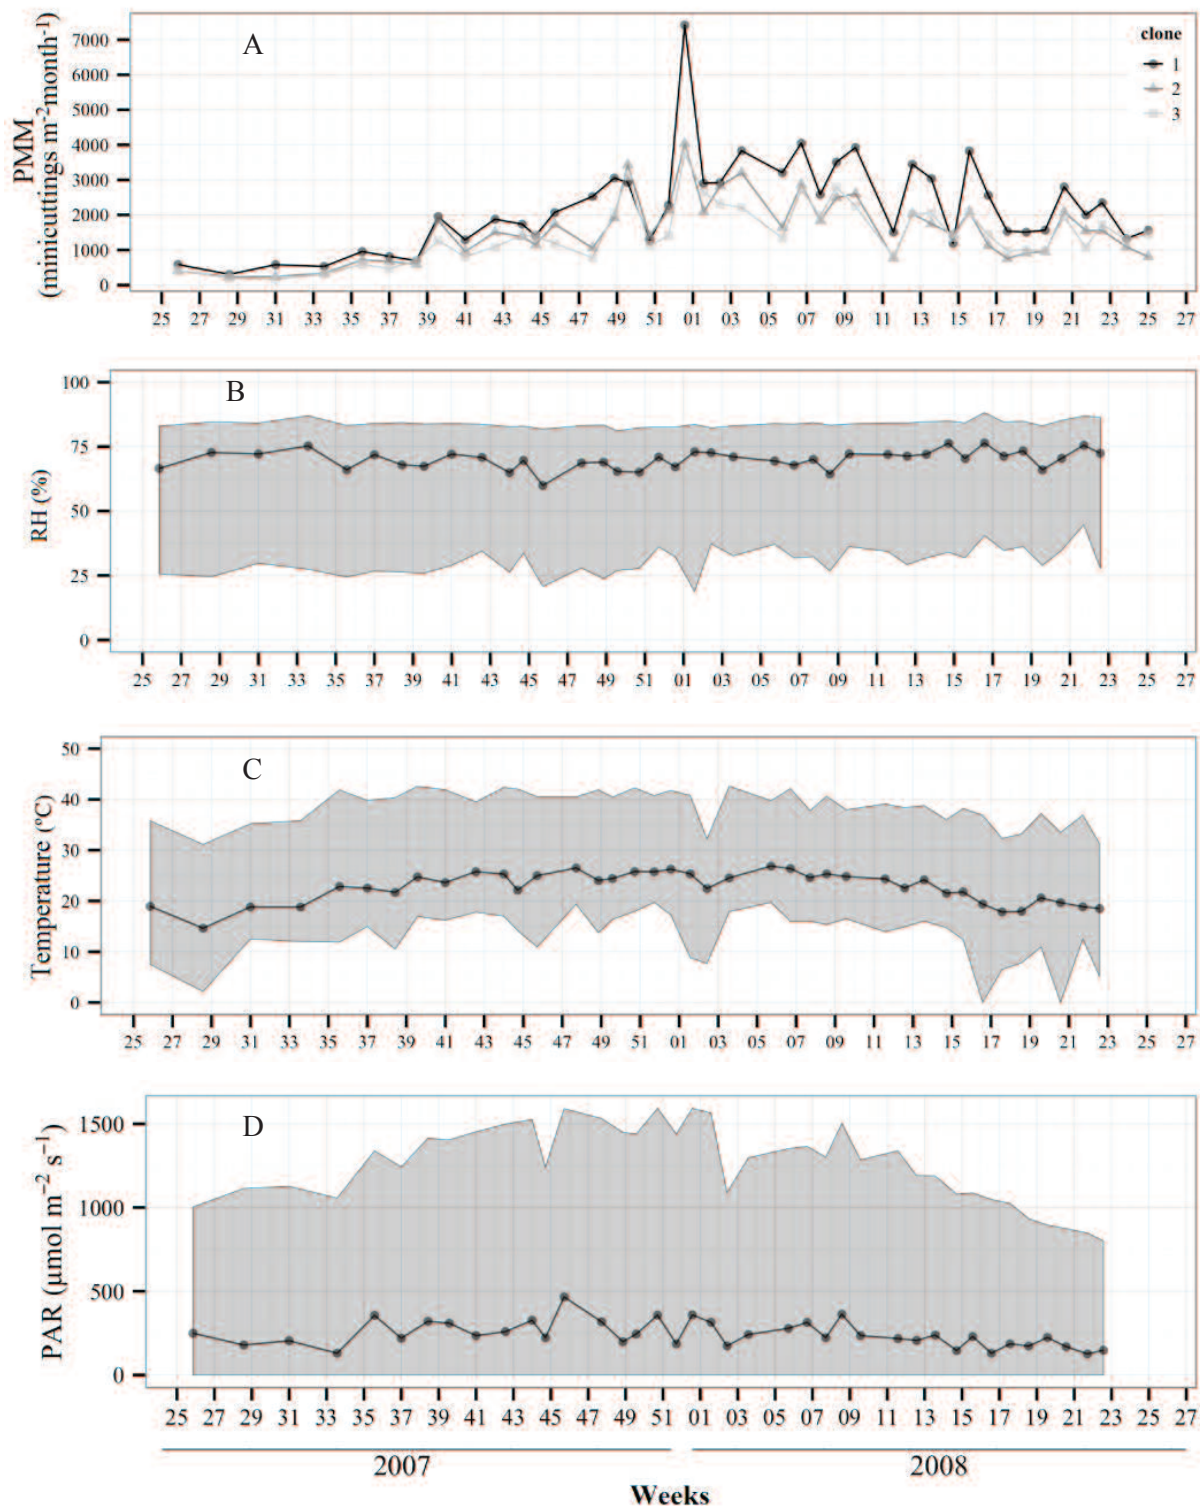 A
clone
1
2
3
PMM
(minicuttings m⁻²month⁻¹)
7000
6000
5000
4000
3000
2000
1000
0
25 27 29 31 33 35 37 39 41 43 45 47 49 51 01 03 05 07 09 11 13 15 17 19 21 23 25 27
B
RH (%)
100
75
50
25
0
25 27 29 31 33 35 37 39 41 43 45 47 49 51 01 03 05 07 09 11 13 15 17 19 21 23 25 27
C
Temperature (ºC)
50
40
30
20
10
0
25 27 29 31 33 35 37 39 41 43 45 47 49 51 01 03 05 07 09 11 13 15 17 19 21 23 25 27
D
PAR (µmol m⁻² s⁻¹)
1500
1000
500
0
25 27 29 31 33 35 37 39 41 43 45 47 49 51 01 03 05 07 09 11 13 15 17 19 21 23 25 27
2007 2008
Weeks